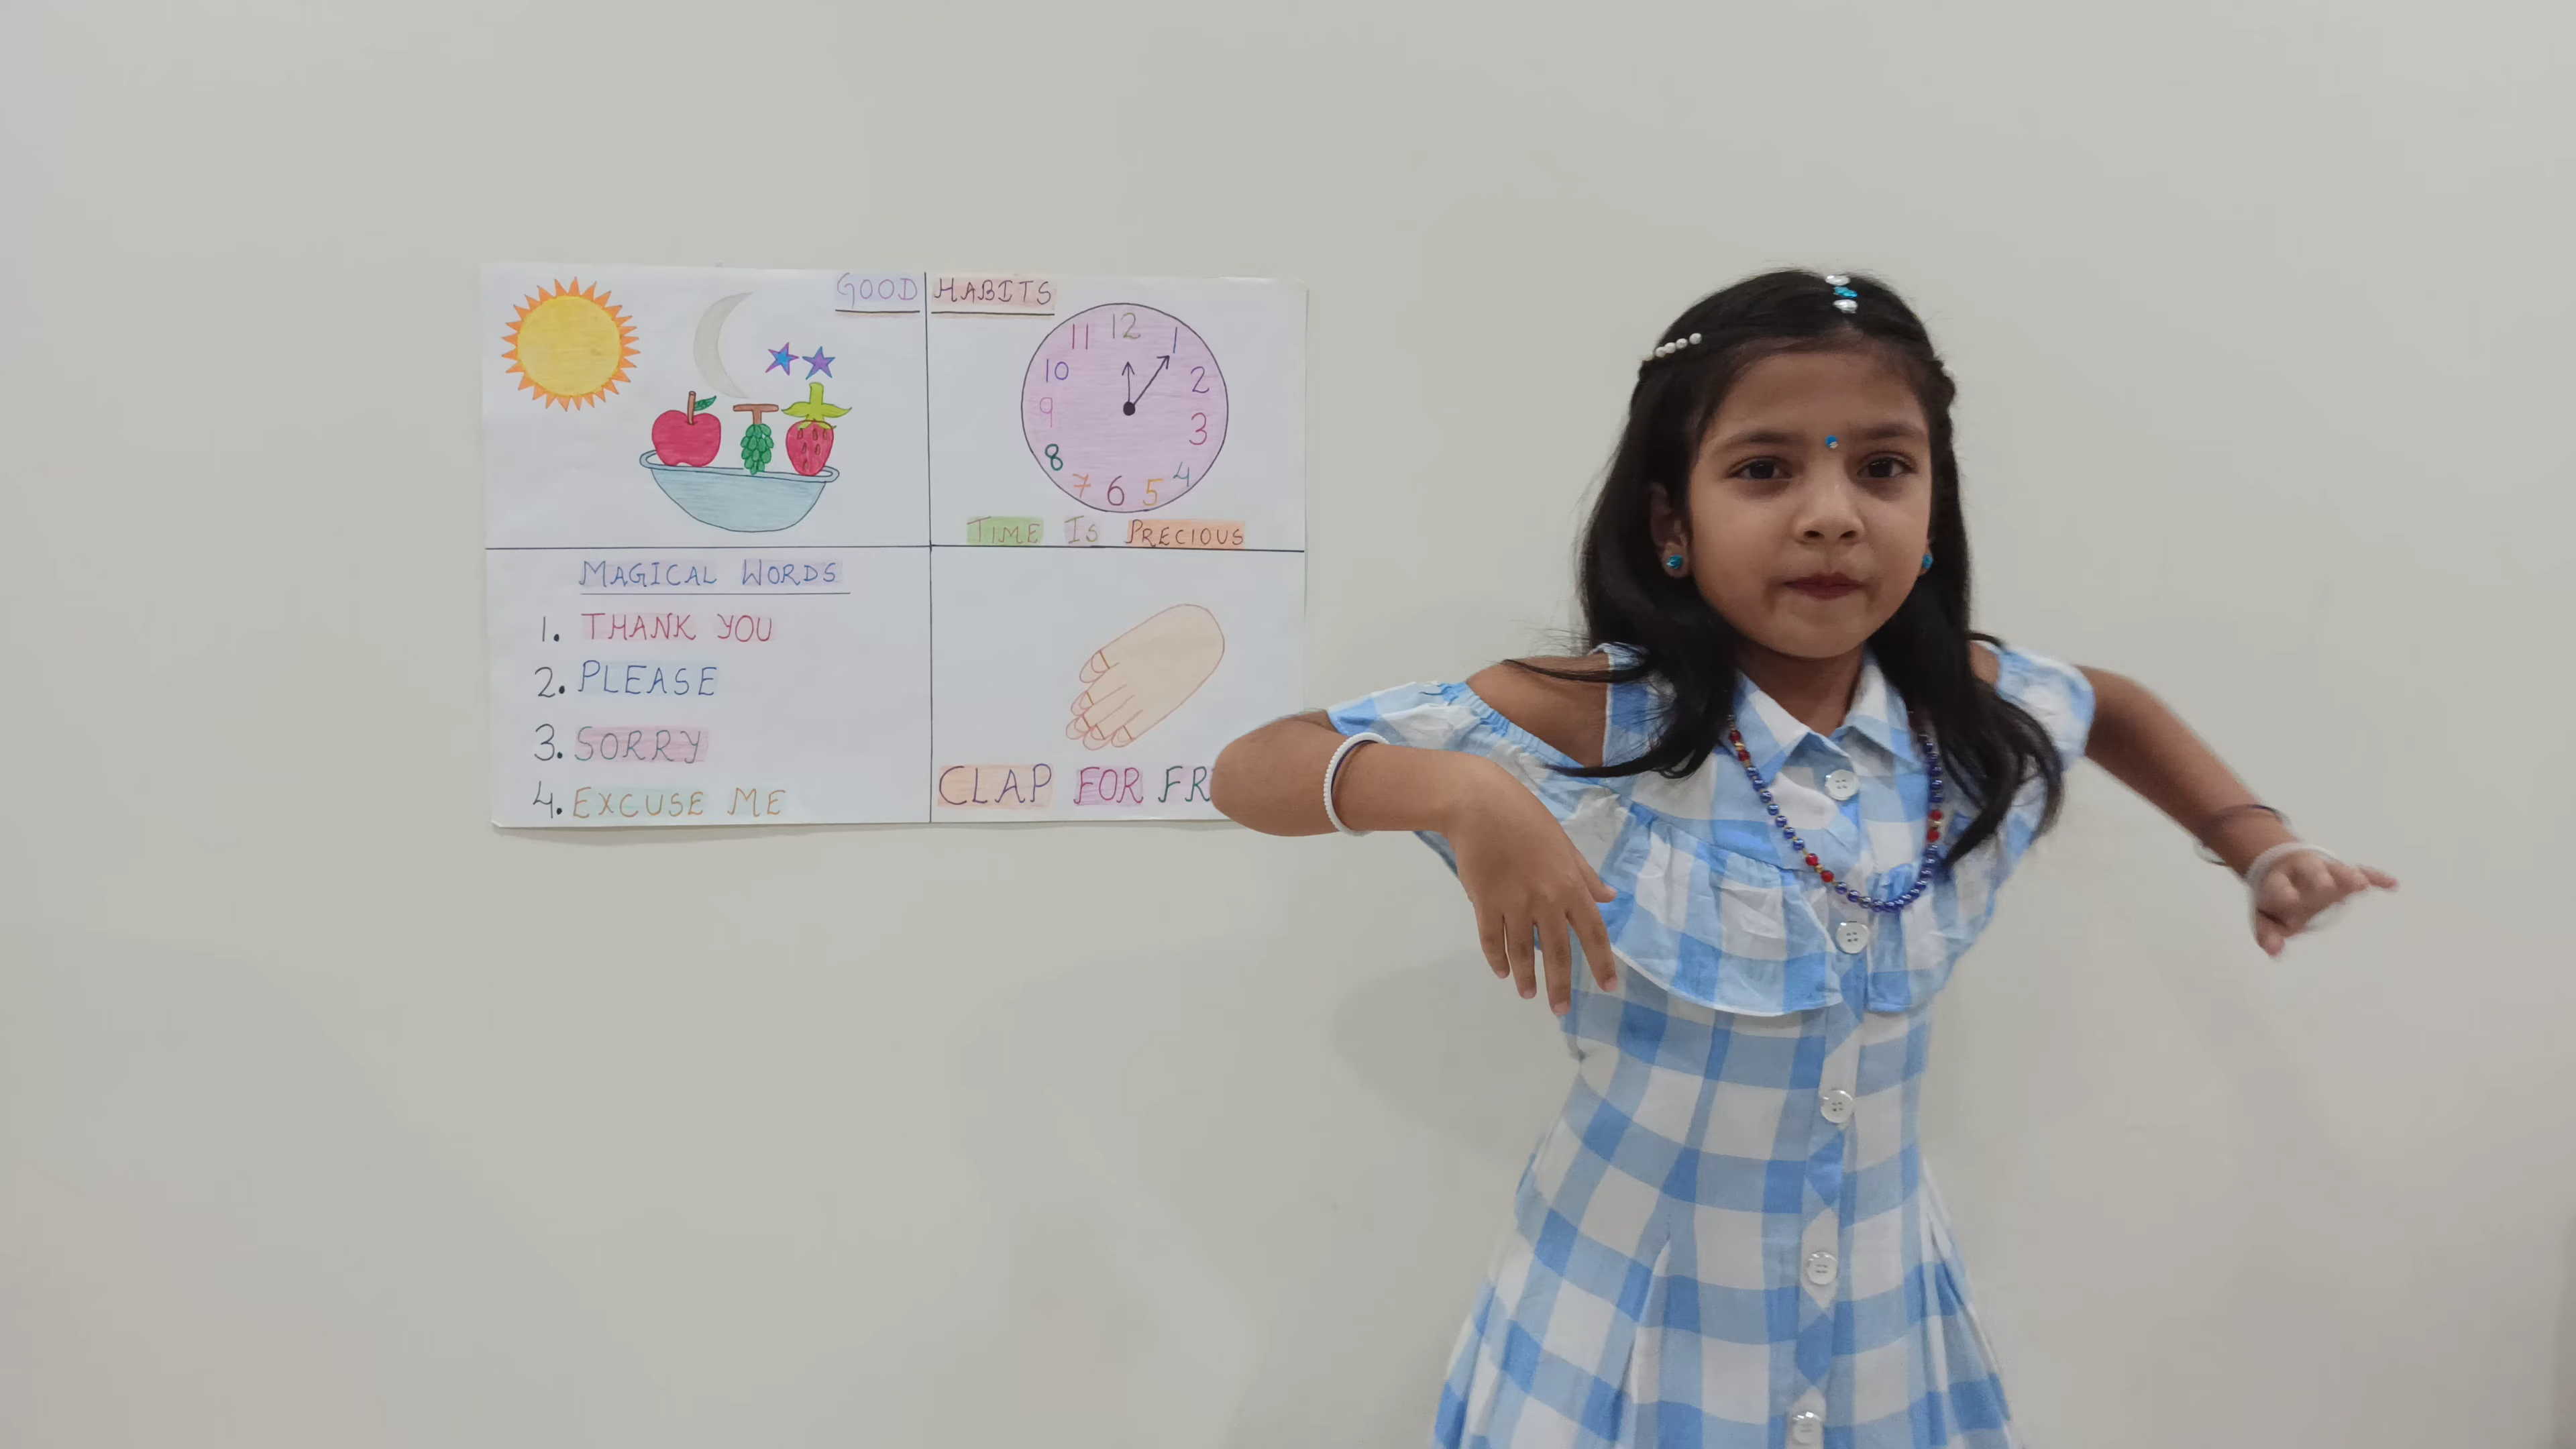 GOOD HABITS
12
11
1
10
2
9
3
8
4
7
6
5
TIME IS PRECIOUS
MAGICAL WORDS
1. THANK YOU
2. PLEASE
3. SORRY
4. EXCUSE ME
CLAP FOR